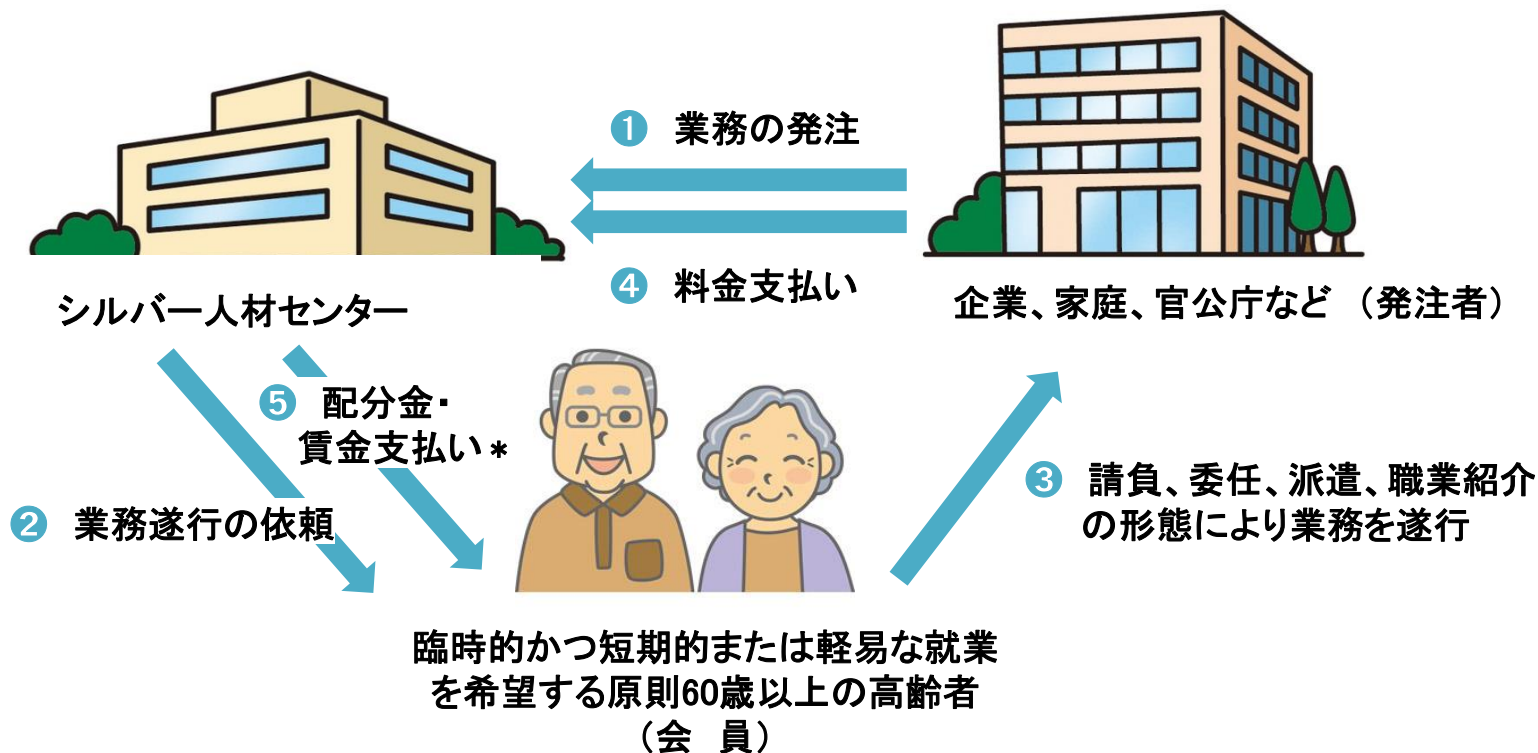 ❶ 業務の発注
❹ 料金支払い
シルバー人材センター
企業、家庭、官公庁など （発注者）
❺ 配分金・
賃金支払い＊
❷ 業務遂行の依頼
❸ 請負、委任、派遣、職業紹介
の形態により業務を遂行
臨時的かつ短期的または軽易な就業
を希望する原則60歳以上の高齢者
（会　員）